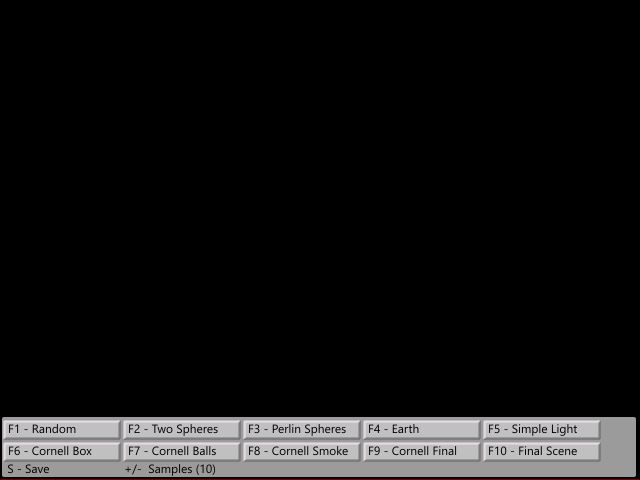 F1 - Random F2 - Two Spheres F3 - Perlin Spheres F4 - Earth F5 - Simple Light
F6 - Cornell Box F7 - Cornell Balls F8 - Cornell Smoke F9 - Cornell Final F10 - Final Scene
S - Save +/- Samples (10)